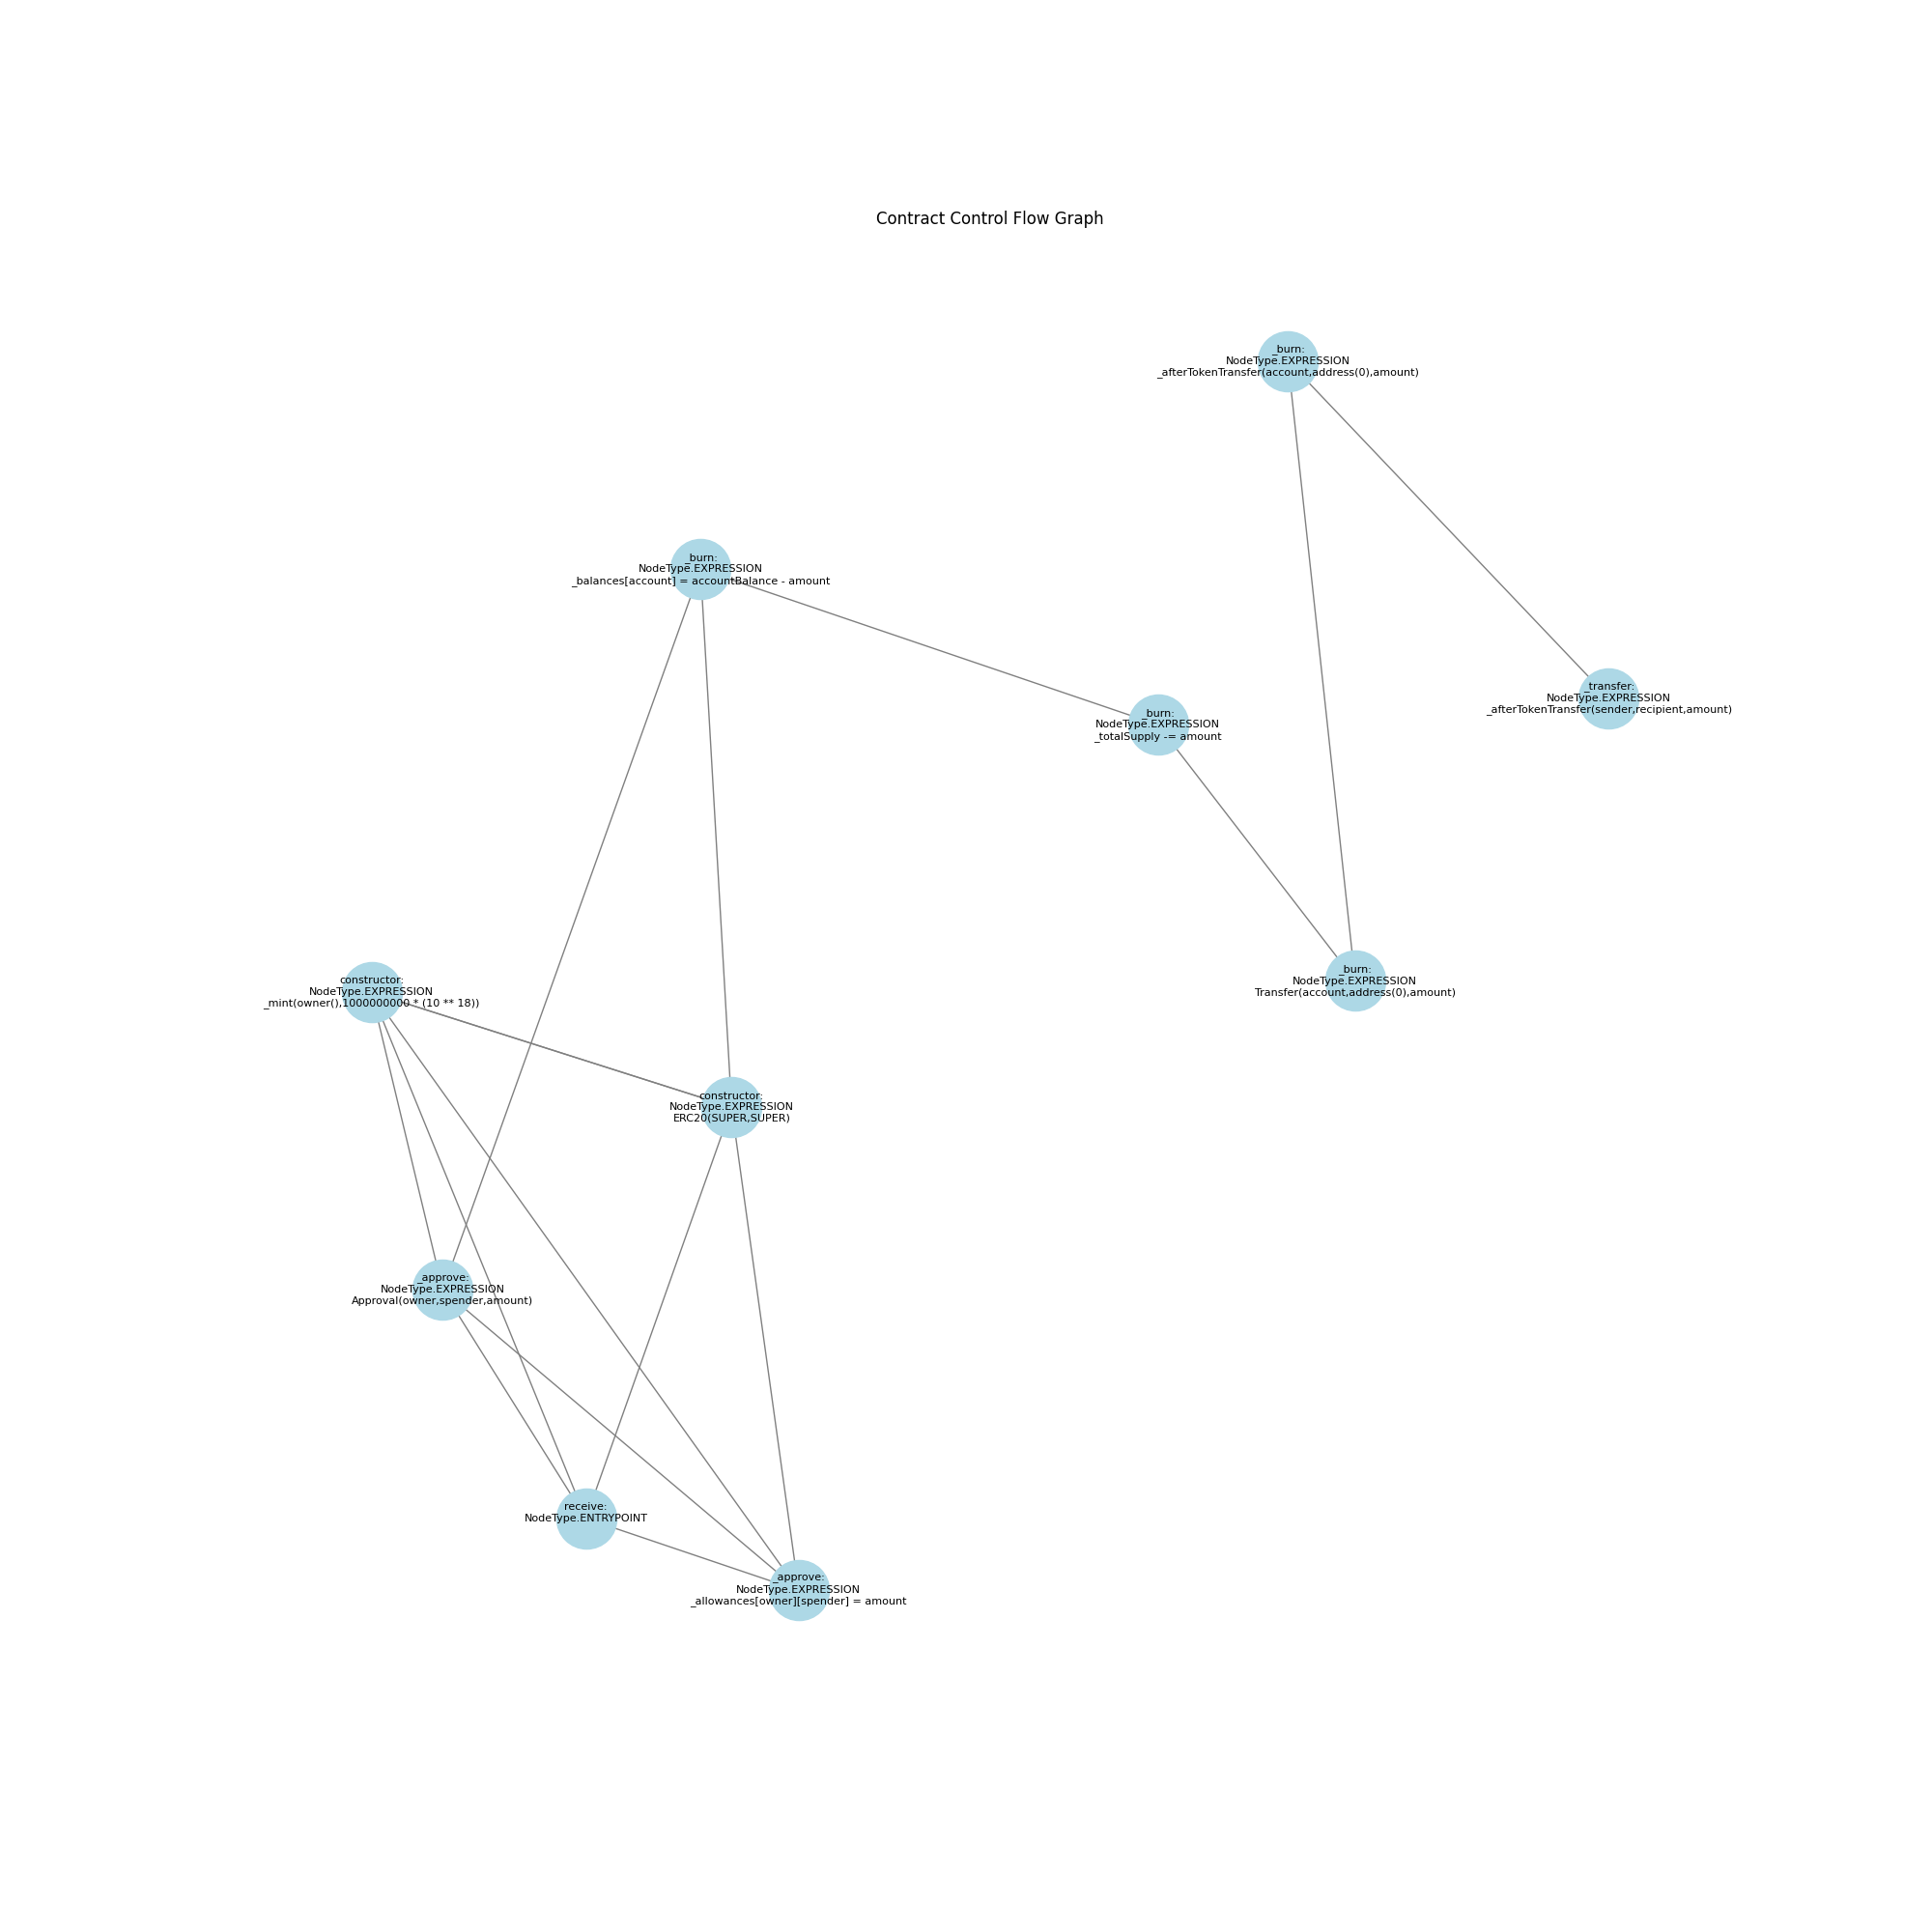 Contract Control Flow Graph
_burn:
NodeType.EXPRESSION
_afterTokenTransfer(account,address(0),amount)
_burn:
NodeType.EXPRESSION
_balances[account] = accountBalance - amount
_transfer:
NodeType.EXPRESSION
_afterTokenTransfer(sender,recipient,amount)
_burn:
NodeType.EXPRESSION
_totalSupply -= amount
_burn:
NodeType.EXPRESSION
Transfer(account,address(0),amount)
constructor:
NodeType.EXPRESSION
_mint(owner(),1000000000 * (10 ** 18))
constructor:
NodeType.EXPRESSION
ERC20(SUPER,SUPER)
_approve:
NodeType.EXPRESSION
Approval(owner,spender,amount)
receive:
NodeType.ENTRYPOINT
_approve:
NodeType.EXPRESSION
_allowances[owner][spender] = amount